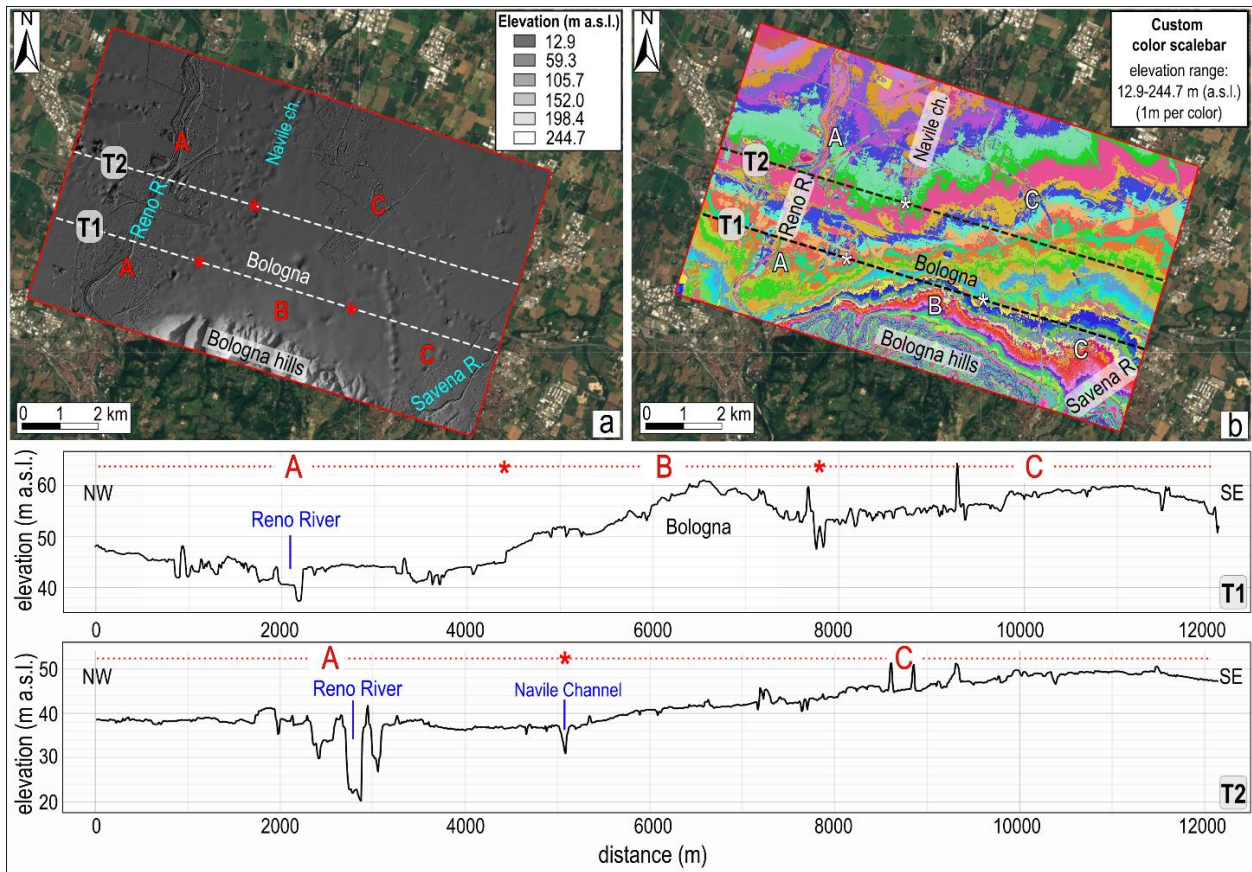 N
Elevation (m a.s.l.)
12.9
59.3
105.7
152.0
198.4
244.7
A
Navile ch.
T2
Reno R.
C
T1
*
A
*
Bologna
*
B
C
Bologna hills
Savena R.
0 1 2 km
a
N
Custom
color scalebar
elevation range:
12.9-244.7 m (a.s.l.)
(1m per color)
A
Navile ch.
T2
Reno R.
C
*
T1
A
*
Bologna
*
B
C
Bologna hills
Savena R.
0 1 2 km
b
A * B * C
NW SE
Reno River
Bologna
elevation (m a.s.l.)
60
50
40
T1
0 2000 4000 6000 8000 10000 12000
A * C
NW SE
Reno River Navile Channel
elevation (m a.s.l.)
50
40
30
20
T2
0 2000 4000 6000 8000 10000 12000
distance (m)